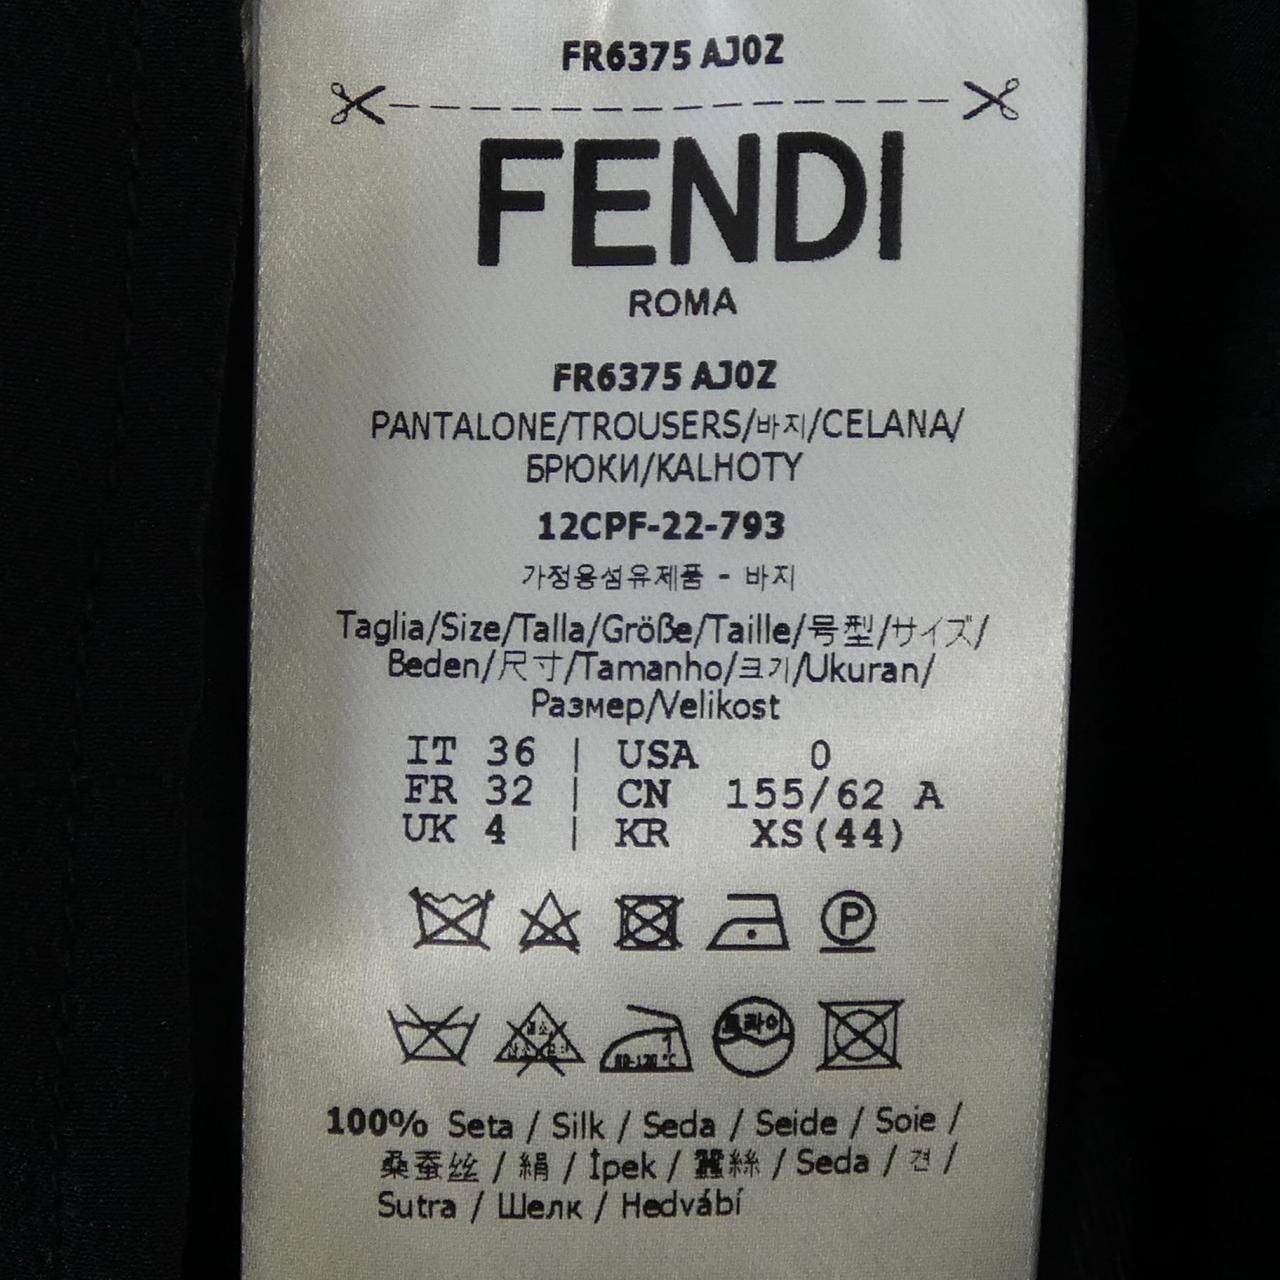 FR6375 AJ0Z
FENDI
ROMA
FR6375 AJ0Z
PANTALONE/TROUSERS/바지/CELANA/
БРЮКИ/KALHOTY
12CPF-22-793
가정용섬유제품 - 바지
Taglia/Size/Talla/Größe/Taille/号型/サイズ/
Beden/尺寸/Tamanho/크기/Ukuran/
Размер/Velikost
IT 36 | USA 0
FR 32 | CN 155/62 A
UK 4 | KR XS(44)
P
드라이
100% Seta / Silk / Seda / Seide / Soie /
桑蚕丝 / 絹 / İpek / 蠶絲 / Seda / 견 /
Sutra / Шелк / Hedvábí